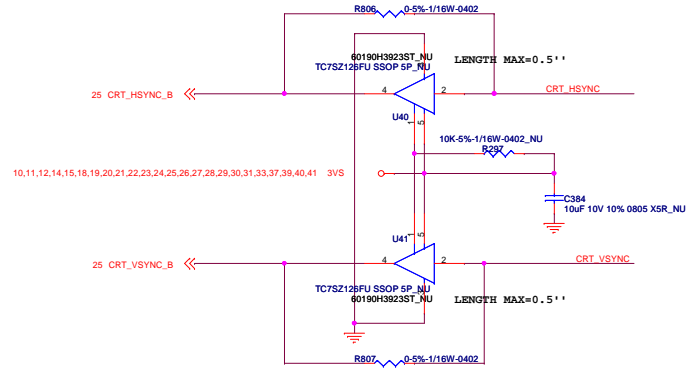 R806 0-5%-1/16W-0402
60190H3923ST_NU
TC7SZ126FU SSOP 5P_NU
LENGTH MAX=0.5''
25 CRT_HSYNC_B
4
2
CRT_HSYNC
U40
1
5
10K-5%-1/16W-0402_NU
R297
10,11,12,14,15,18,19,20,21,22,23,24,25,26,27,28,29,30,31,33,37,39,40,41 3VS
C384
10uF 10V 10% 0805 X5R_NU
U41
1
5
25 CRT_VSYNC_B
4
2
CRT_VSYNC
TC7SZ126FU SSOP 5P_NU
60190H3923ST_NU
LENGTH MAX=0.5''
R807 0-5%-1/16W-0402